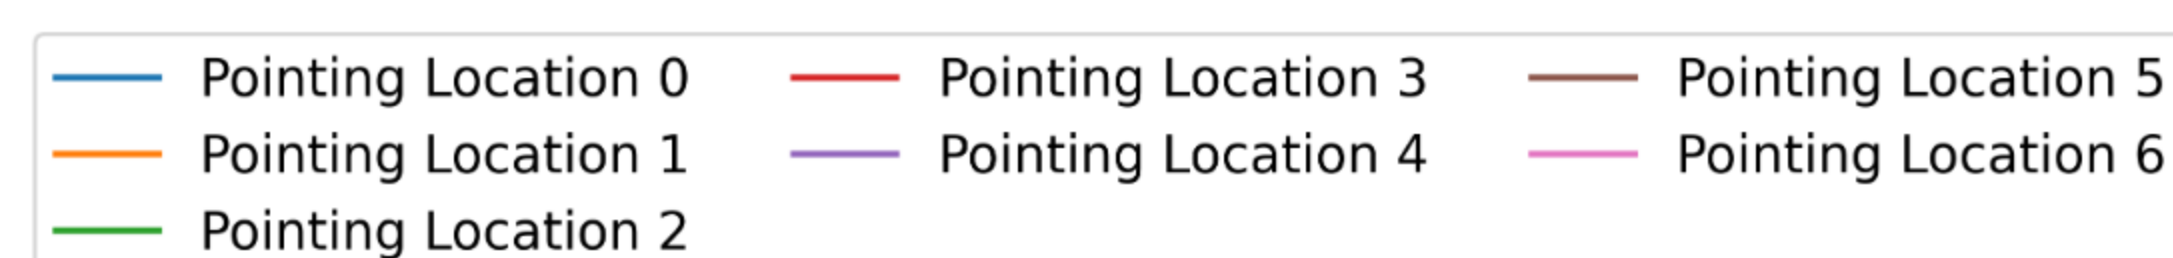 Pointing Location 0
Pointing Location 1
Pointing Location 2
Pointing Location 3
Pointing Location 4
Pointing Location 5
Pointing Location 6